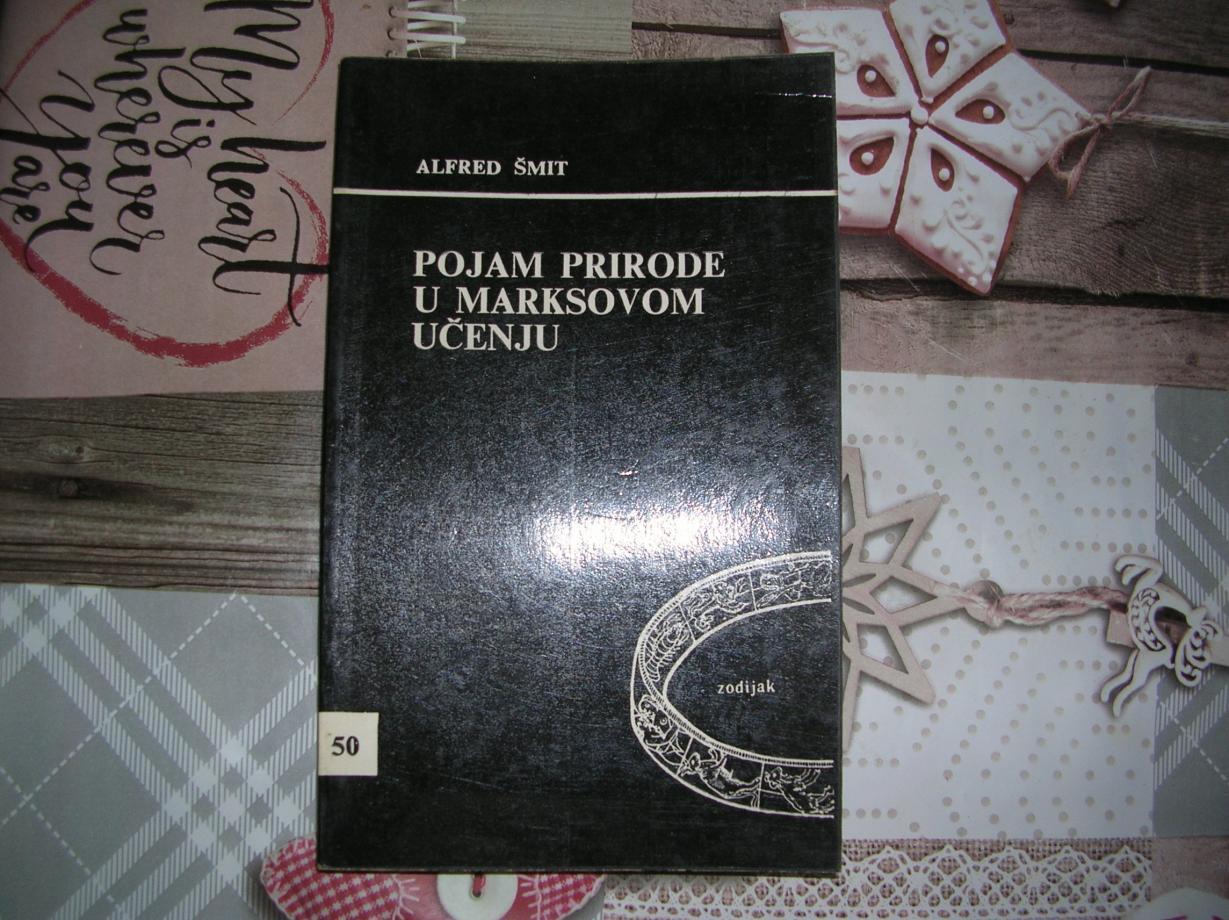 ALFRED ŠMIT
POJAM PRIRODE
U MARKSOVOM
UČENJU
zodijak
50
My heart
is
wherever
you
are